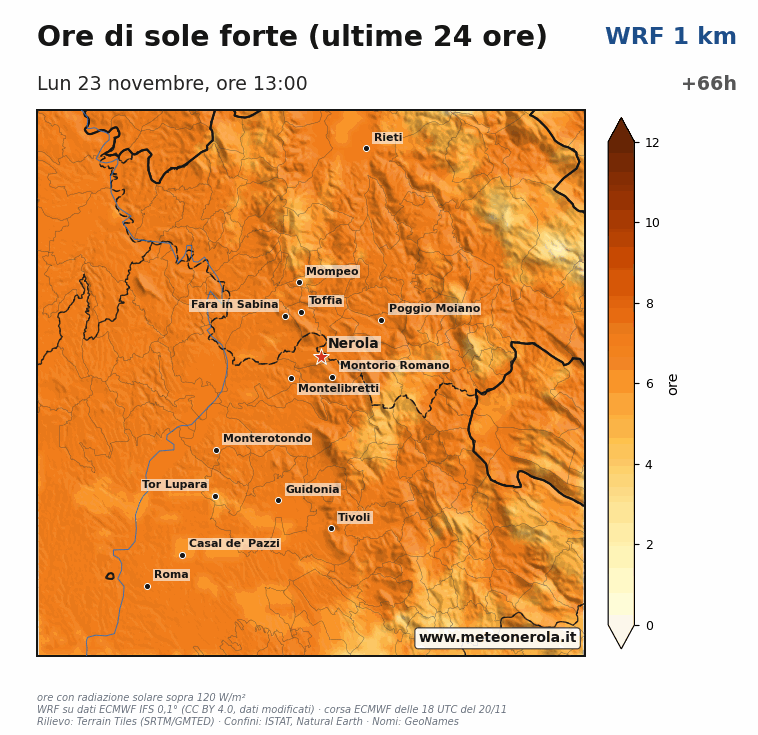 Ore di sole forte (ultime 24 ore)
WRF 1 km
Lun 23 novembre, ore 13:00
+66h
Rieti
Mompeo
Toffia
Fara in Sabina
Poggio Moiano
Nerola
Montorio Romano
Montelibretti
Monterotondo
Tor Lupara
Guidonia
Tivoli
Casal de' Pazzi
Roma
www.meteonerola.it
12
10
8
6
4
2
0
ore
ore con radiazione solare sopra 120 W/m²
WRF su dati ECMWF IFS 0,1° (CC BY 4.0, dati modificati) · corsa ECMWF delle 18 UTC del 20/11
Rilievo: Terrain Tiles (SRTM/GMTED) · Confini: ISTAT, Natural Earth · Nomi: GeoNames